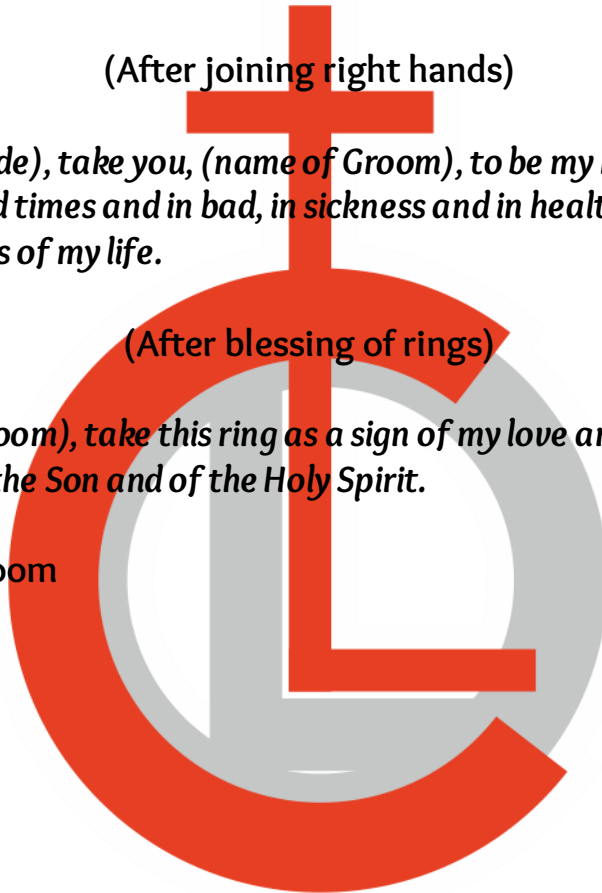 (After joining right hands)
de), take you, (name of Groom), to be my
d times and in bad, in sickness and in healt
s of my life.
(After blessing of rings)
oom), take this ring as a sign of my love an
the Son and of the Holy Spirit.
oom